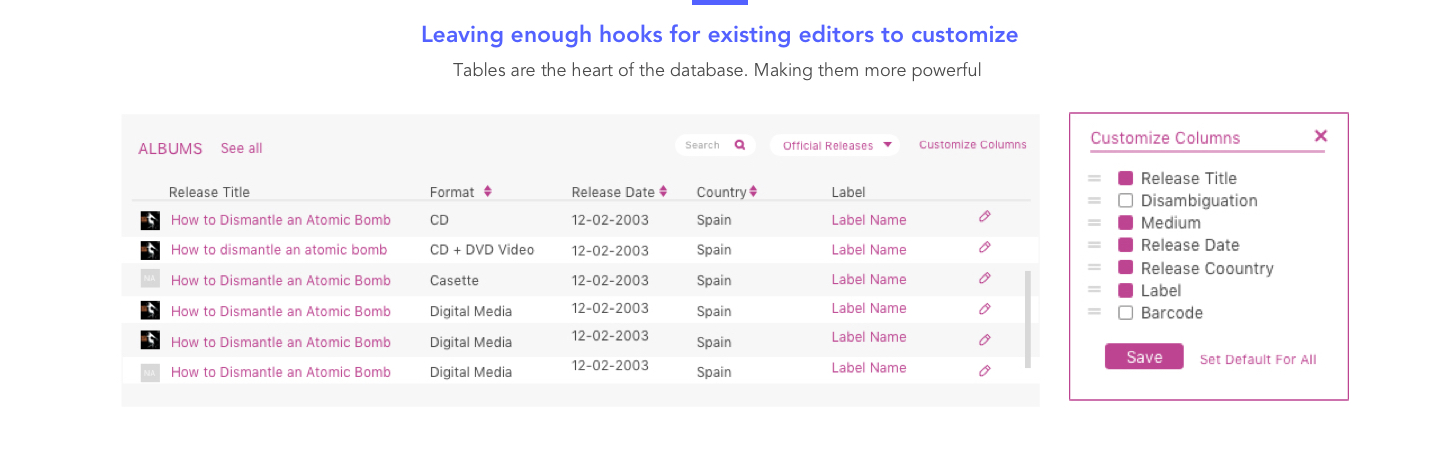 Leaving enough hooks for existing editors to customize
Tables are the heart of the database. Making them more powerful
ALBUMS See all Search Official Releases Customize Columns
Release Title Format Release Date Country Label
How to Dismantle an Atomic Bomb CD 12-02-2003 Spain Label Name
How to dismantle an atomic bomb CD + DVD Video 12-02-2003 Spain Label Name
NA How to Dismantle an Atomic Bomb Casette 12-02-2003 Spain Label Name
How to Dismantle an Atomic Bomb Digital Media 12-02-2003 Spain Label Name
How to Dismantle an Atomic Bomb Digital Media 12-02-2003 Spain Label Name
NA How to Dismantle an Atomic Bomb Digital Media 12-02-2003 Spain Label Name
Customize Columns
Release Title
Disambiguation
Medium
Release Date
Release Coountry
Label
Barcode
Save Set Default For All